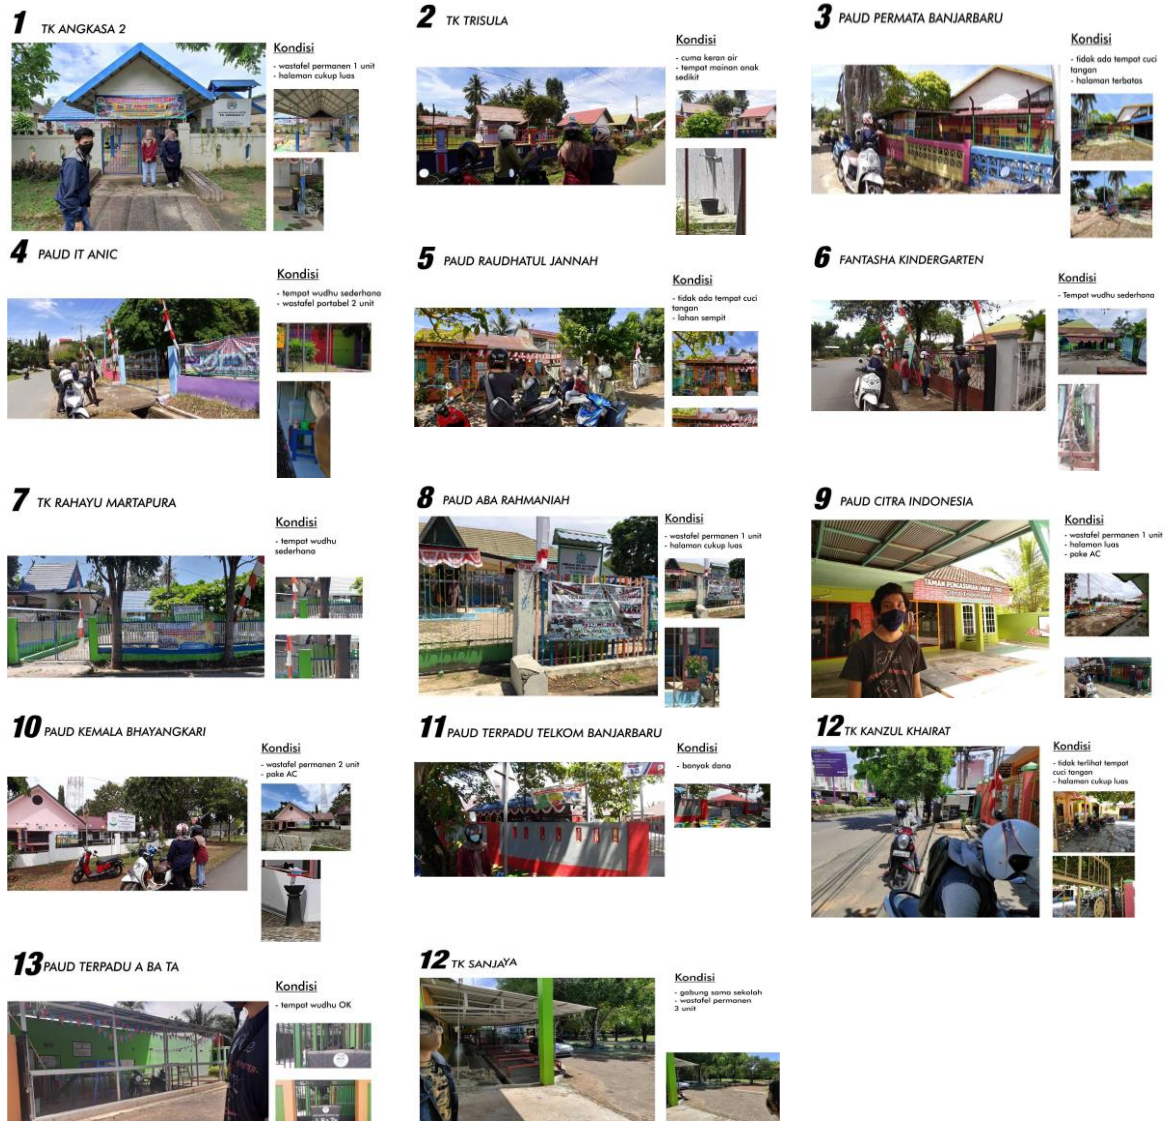 1 TK ANGKASA 2
Kondisi
- wastafel permanen 1 unit
- halaman cukup luas
2 TK TRISULA
Kondisi
- cuma keran air
- tempat mainan anak
sedikit
3 PAUD PERMATA BANJARBARU
Kondisi
- tidak ada tempat cuci
tangan
- halaman terbatas
4 PAUD IT ANIC
Kondisi
- tempat wudhu sederhana
- wastafel portabel 2 unit
5 PAUD RAUDHATUL JANNAH
Kondisi
- tidak ada tempat cuci
tangan
- lahan sempit
6 FANTASHA KINDERGARTEN
Kondisi
- Tempat wudhu sederhana
7 TK RAHAYU MARTAPURA
Kondisi
- tempat wudhu
sederhana
8 PAUD ABA RAHMANIAH
Kondisi
- wastafel permanen 1 unit
- halaman cukup luas
9 PAUD CITRA INDONESIA
Kondisi
- wastafel permanen 1 unit
- halaman luas
- pake AC
TAMAN PENGASUHAN ANAK
Citra Indonesia
10 PAUD KEMALA BHAYANGKARI
Kondisi
- wastafel permanen 2 unit
- pake AC
11 PAUD TERPADU TELKOM BANJARBARU
Kondisi
- banyak dana
12 TK KANZUL KHAIRAT
Kondisi
- tidak terlihat tempat
cuci tangan
- halaman cukup luas
13 PAUD TERPADU A BA TA
Kondisi
- tempat wudhu OK
A BA TA
12 TK SANJAYA
Kondisi
- gabung sama sekolah
- wastafel permanen
3 unit